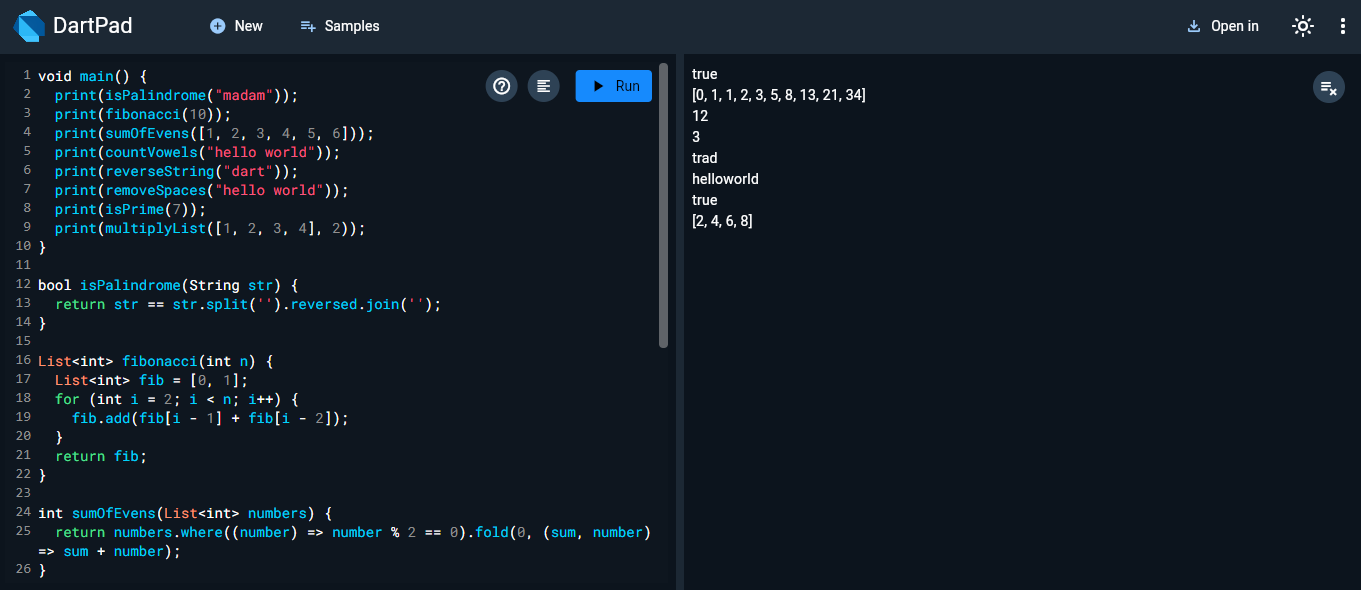 DartPad
New
Samples
Open in
Run
1 void main() {
2   print(isPalindrome("madam"));
3   print(fibonacci(10));
4   print(sumOfEvens([1, 2, 3, 4, 5, 6]));
5   print(countVowels("hello world"));
6   print(reverseString("dart"));
7   print(removeSpaces("hello world"));
8   print(isPrime(7));
9   print(multiplyList([1, 2, 3, 4], 2));
10 }
11
12 bool isPalindrome(String str) {
13   return str == str.split('').reversed.join('');
14 }
15
16 List<int> fibonacci(int n) {
17   List<int> fib = [0, 1];
18   for (int i = 2; i < n; i++) {
19     fib.add(fib[i - 1] + fib[i - 2]);
20   }
21   return fib;
22 }
23
24 int sumOfEvens(List<int> numbers) {
25   return numbers.where((number) => number % 2 == 0).fold(0, (sum, number)
=> sum + number);
26 }
true
[0, 1, 1, 2, 3, 5, 8, 13, 21, 34]
12
3
trad
helloworld
true
[2, 4, 6, 8]